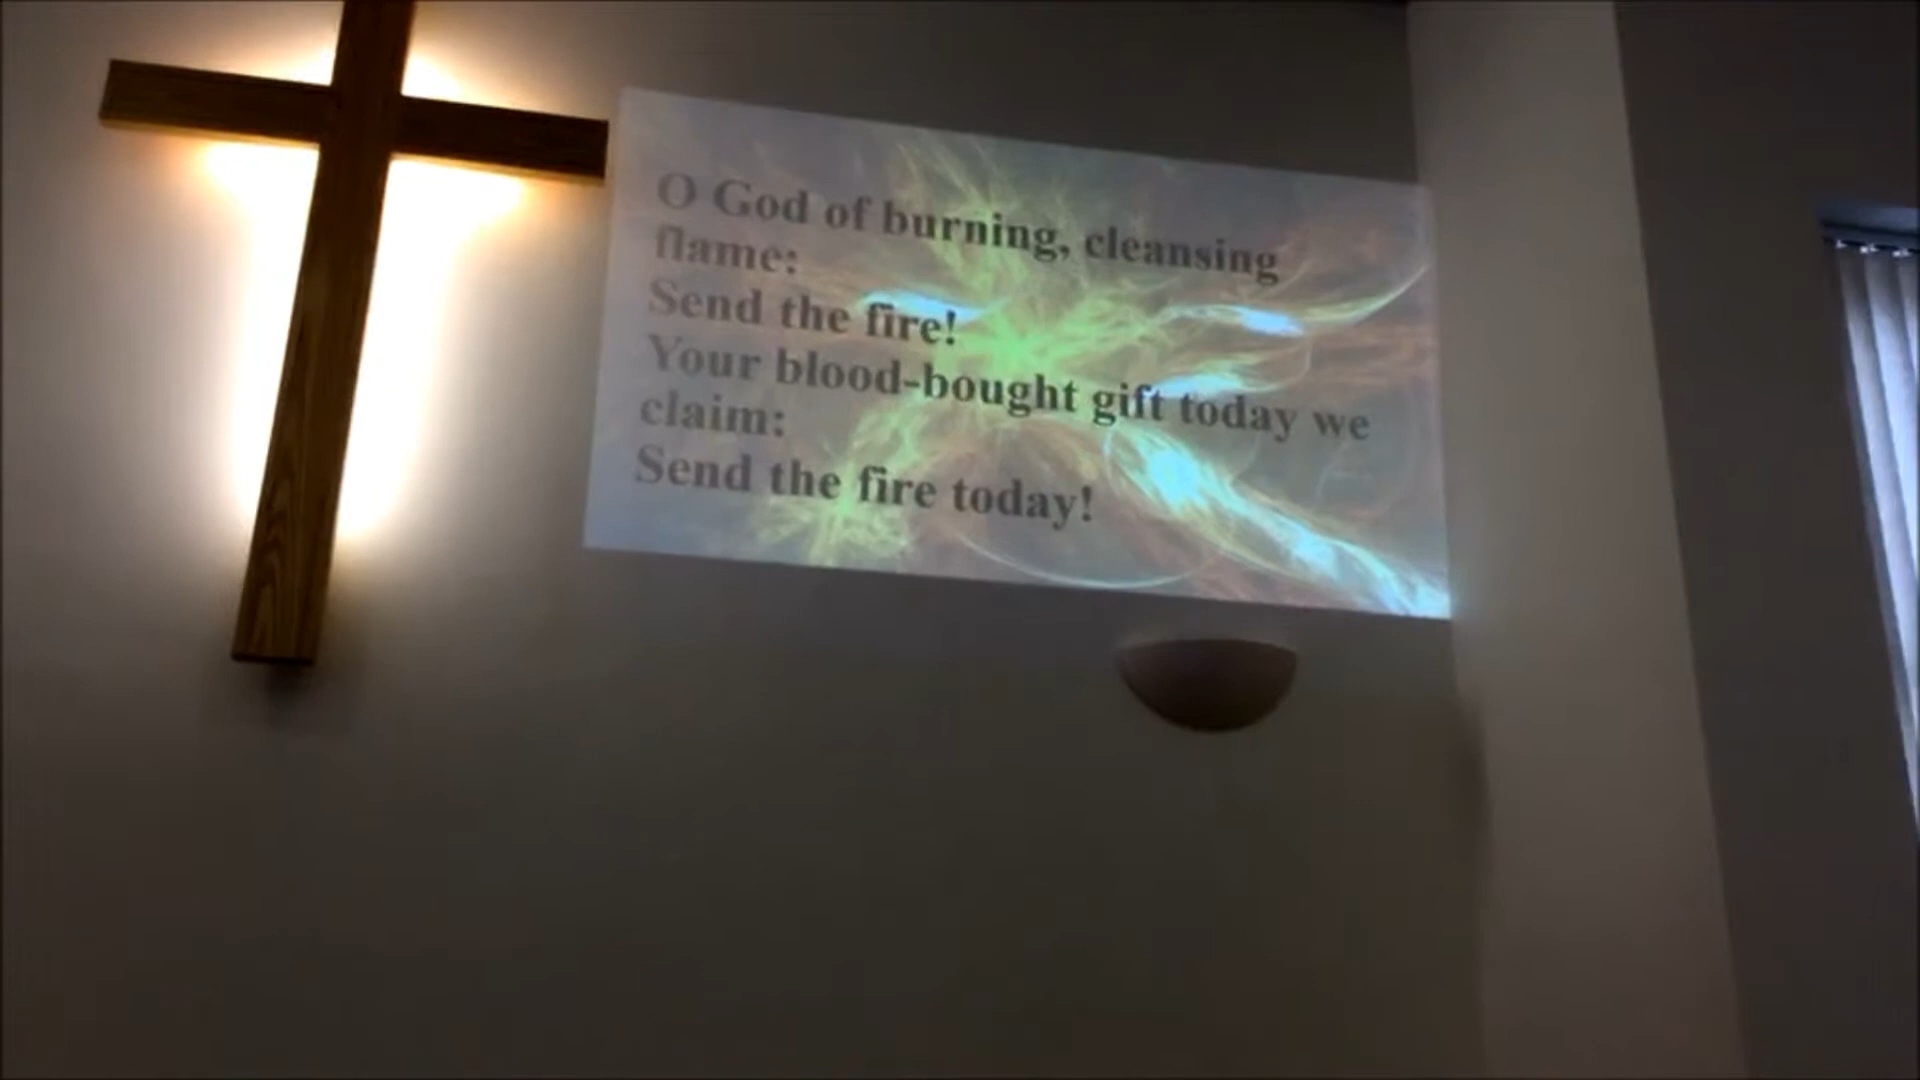 O God of burning, cleansing
flame:
Send the fire!
Your blood-bought gift today we
claim:
Send the fire today!